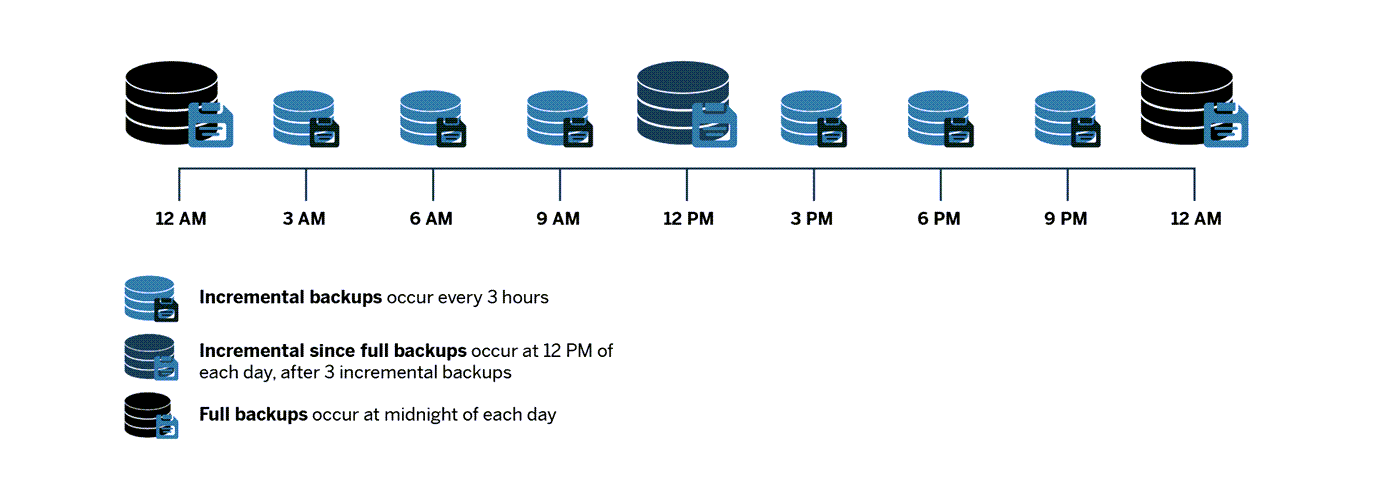 12 AM 3 AM 6 AM 9 AM 12 PM 3 PM 6 PM 9 PM 12 AM
Incremental backups occur every 3 hours
Incremental since full backups occur at 12 PM of
each day, after 3 incremental backups
Full backups occur at midnight of each day